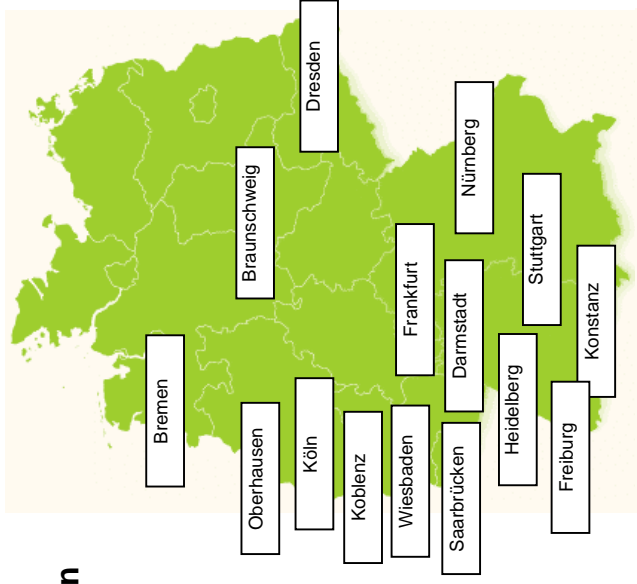 Dresden
Nürnberg
Braunschweig
Stuttgart
Frankfurt
Konstanz
Darmstadt
Bremen
Heidelberg
Köln
Freiburg
Oberhausen
Wiesbaden
Koblenz
Saarbrücken
n